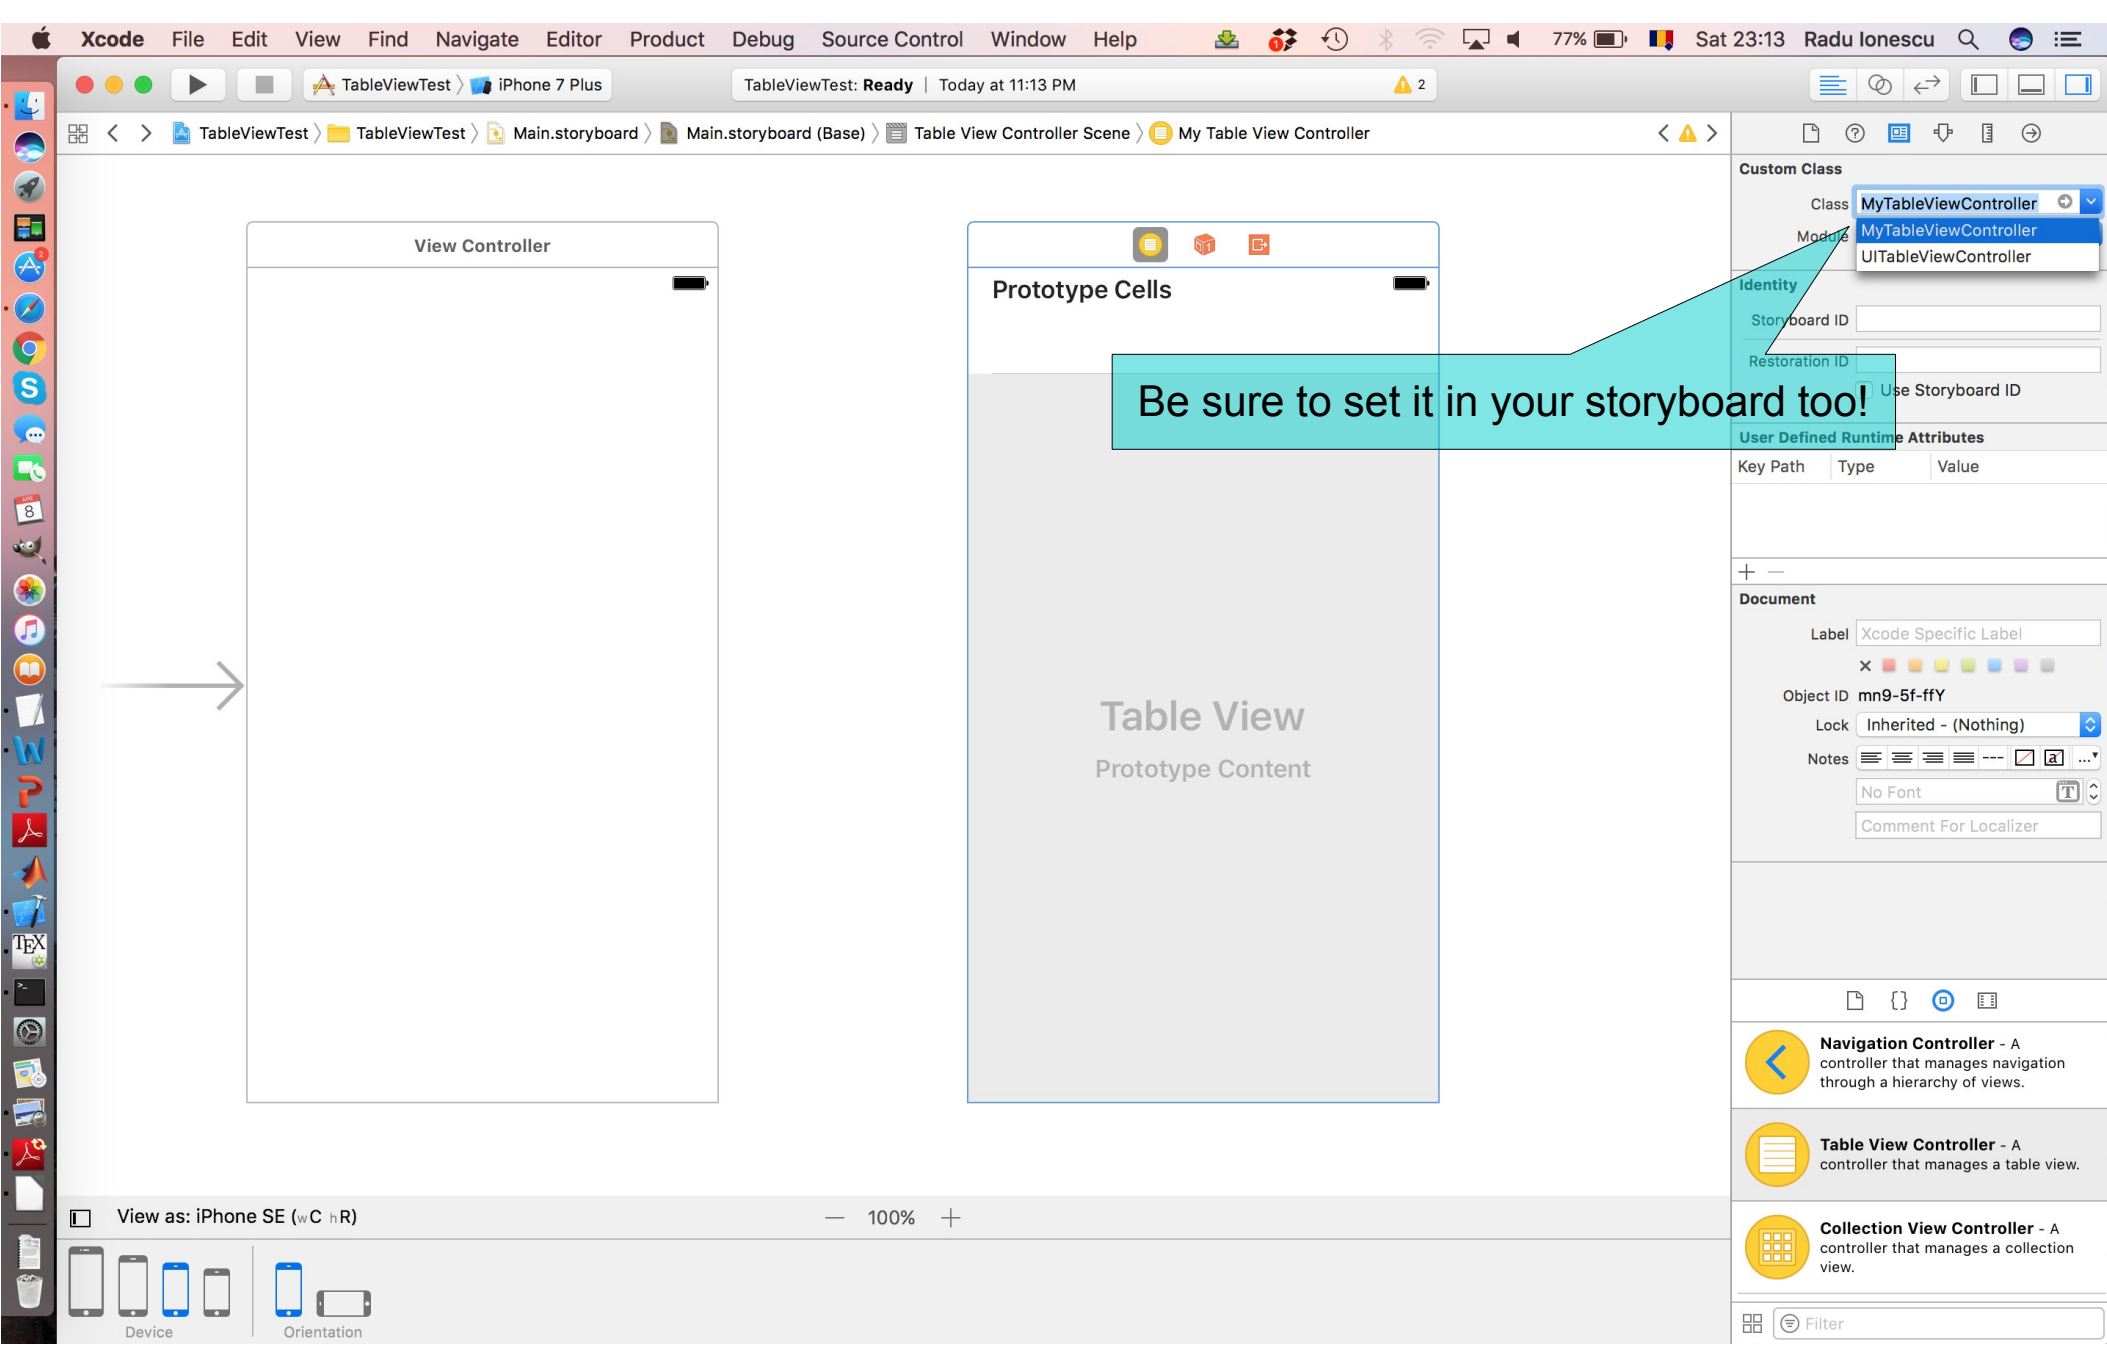 Xcode File Edit View Find Navigate Editor Product Debug Source Control Window Help 1 77% Sat 23:13 Radu Ionescu
TableViewTest iPhone 7 Plus TableViewTest: Ready | Today at 11:13 PM 2
TableViewTest TableViewTest Main.storyboard Main.storyboard (Base) Table View Controller Scene My Table View Controller
Custom Class
Class MyTableViewController
Module MyTableViewController
UITableViewController
View Controller
Prototype Cells
Identity
Storyboard ID
Restoration ID
Use Storyboard ID
Be sure to set it in your storyboard too!
User Defined Runtime Attributes
Key Path Type Value
Document
Label Xcode Specific Label
Object ID mn9-5f-ffY
Lock Inherited - (Nothing)
Notes --- a ...
No Font T
Comment For Localizer
Table View
Prototype Content
{}
Navigation Controller - A
controller that manages navigation
through a hierarchy of views.
Table View Controller - A
controller that manages a table view.
Collection View Controller - A
controller that manages a collection
view.
Filter
View as: iPhone SE (wC hR)
— 100% +
Device Orientation
2
S
8
W
P
TEX